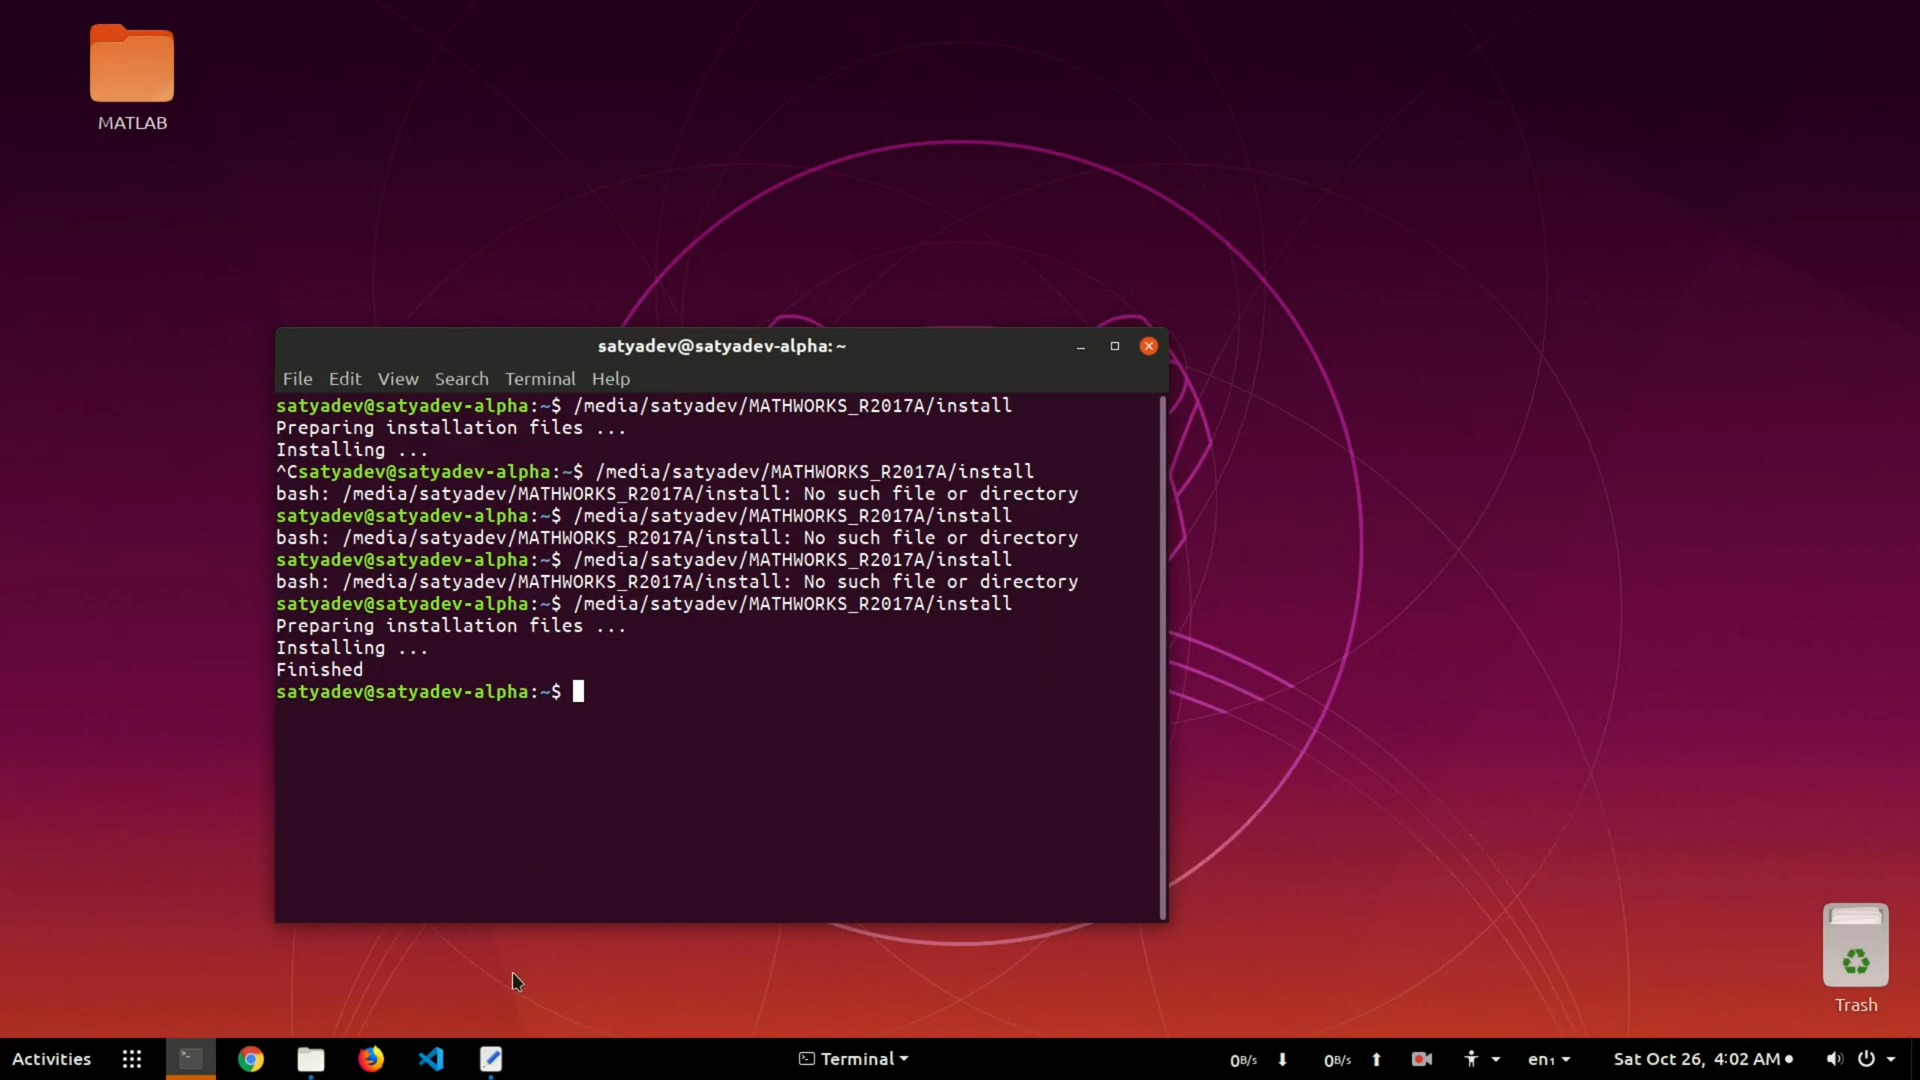 MATLAB
satyadev@satyadev-alpha: ~
File Edit View Search Terminal Help
satyadev@satyadev-alpha:~$ /media/satyadev/MATHWORKS_R2017A/install
Preparing installation files ...
Installing ...
^Csatyadev@satyadev-alpha:~$ /media/satyadev/MATHWORKS_R2017A/install
bash: /media/satyadev/MATHWORKS_R2017A/install: No such file or directory
satyadev@satyadev-alpha:~$ /media/satyadev/MATHWORKS_R2017A/install
bash: /media/satyadev/MATHWORKS_R2017A/install: No such file or directory
satyadev@satyadev-alpha:~$ /media/satyadev/MATHWORKS_R2017A/install
bash: /media/satyadev/MATHWORKS_R2017A/install: No such file or directory
satyadev@satyadev-alpha:~$ /media/satyadev/MATHWORKS_R2017A/install
Preparing installation files ...
Installing ...
Finished
satyadev@satyadev-alpha:~$
Trash
Activities Terminal 0B/s 0B/s en₁ Sat Oct 26, 4:02 AM